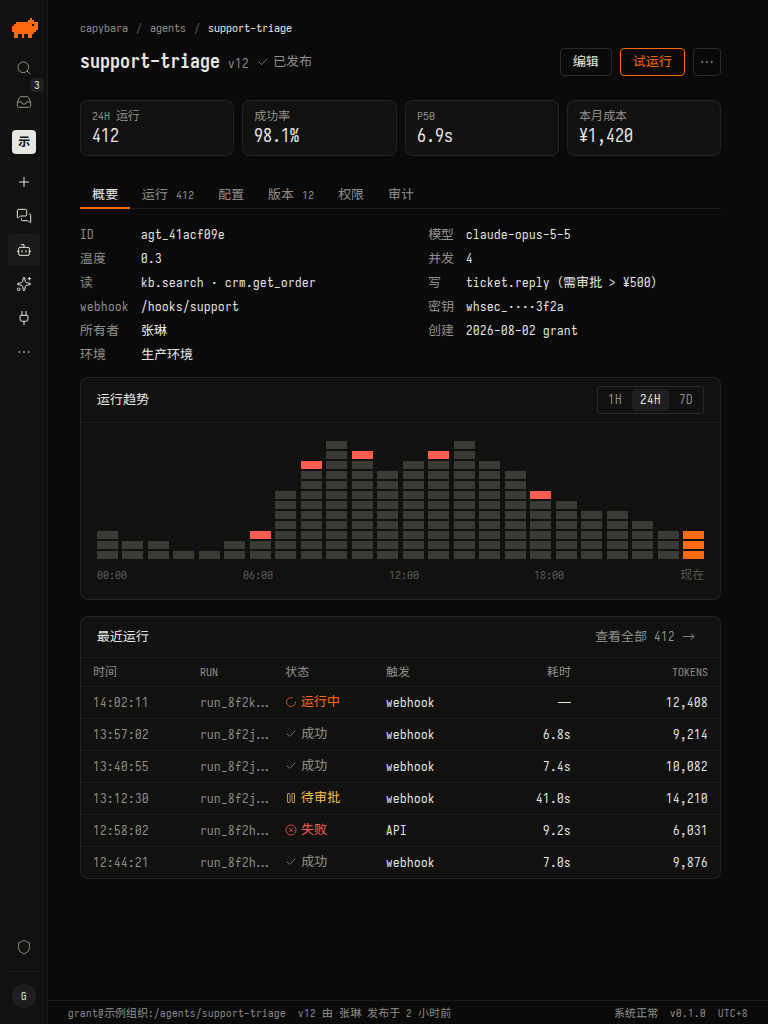 capybara / agents / support-triage
support-triage v12 已发布
编辑 试运行 ···
3
示
24H 运行 412
成功率 98.1%
P50 6.9s
本月成本 ¥1,420
概要 运行 412 配置 版本 12 权限 审计
ID agt_41acf09e 模型 claude-opus-5-5
温度 0.3 并发 4
读 kb.search · crm.get_order 写 ticket.reply (需审批 > ¥500)
webhook /hooks/support 密钥 whsec_····3f2a
所有者 张琳 创建 2026-08-02 grant
环境 生产环境
运行趋势 1H 24H 7D
00:00 06:00 12:00 18:00 现在
最近运行 查看全部 412 →
时间 RUN 状态 触发 耗时 TOKENS
14:02:11 run_8f2k... 运行中 webhook — 12,408
13:57:02 run_8f2j... 成功 webhook 6.8s 9,214
13:40:55 run_8f2j... 成功 webhook 7.4s 10,082
13:12:30 run_8f2j... 待审批 webhook 41.0s 14,210
12:58:02 run_8f2h... 失败 API 9.2s 6,031
12:44:21 run_8f2h... 成功 webhook 7.0s 9,876
G
grant@示例组织:/agents/support-triage v12 由 张琳 发布于 2 小时前 系统正常 v0.1.0 UTC+8